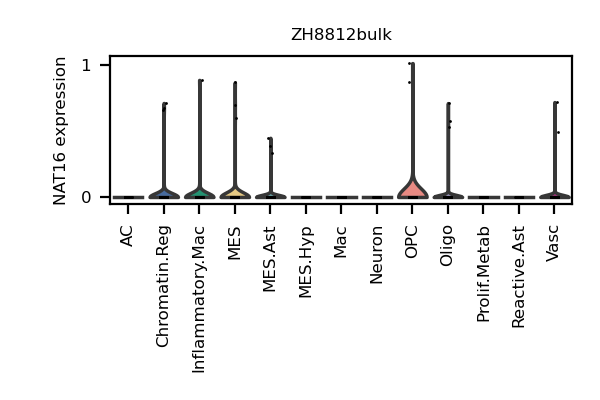 ZH8812bulk
NAT16 expression
1
0
AC
Chromatin.Reg
Inflammatory.Mac
MES
MES.Ast
MES.Hyp
Mac
Neuron
OPC
Oligo
Prolif.Metab
Reactive.Ast
Vasc